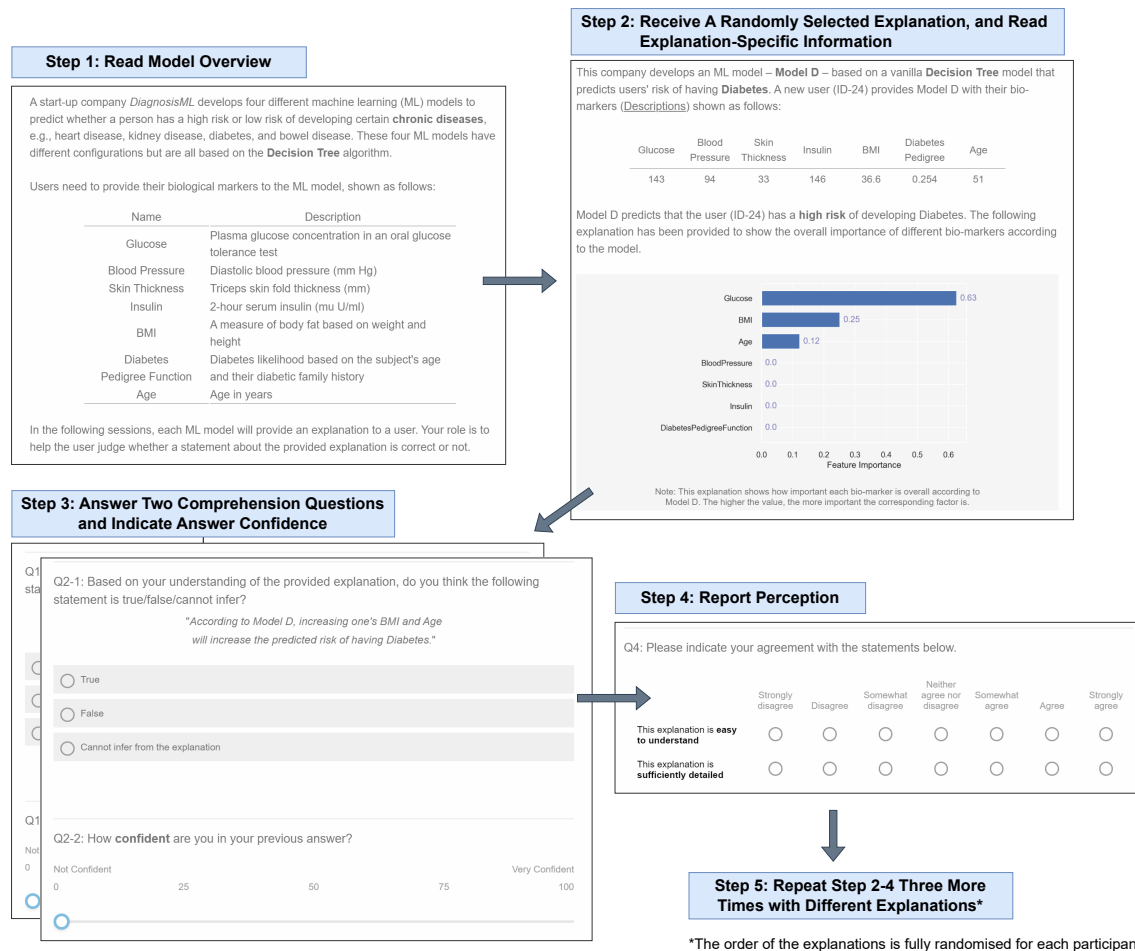 Step 1: Read Model Overview
A start-up company DiagnosisML develops four different machine learning (ML) models to
predict whether a person has a high risk or low risk of developing certain chronic diseases,
e.g., heart disease, kidney disease, diabetes, and bowel disease. These four ML models have
different configurations but are all based on the Decision Tree algorithm.
Users need to provide their biological markers to the ML model, shown as follows:
Name Description
Glucose Plasma glucose concentration in an oral glucose
tolerance test
Blood Pressure Diastolic blood pressure (mm Hg)
Skin Thickness Triceps skin fold thickness (mm)
Insulin 2-hour serum insulin (mu U/ml)
BMI A measure of body fat based on weight and
height
Diabetes Diabetes likelihood based on the subject's age
Pedigree Function and their diabetic family history
Age Age in years
In the following sessions, each ML model will provide an explanation to a user. Your role is to
help the user judge whether a statement about the provided explanation is correct or not.
Step 2: Receive A Randomly Selected Explanation, and Read
Explanation-Specific Information
This company develops an ML model – Model D – based on a vanilla Decision Tree model that
predicts users' risk of having Diabetes. A new user (ID-24) provides Model D with their bio-
markers (Descriptions) shown as follows:
Glucose Blood Pressure Skin Thickness Insulin BMI Diabetes Pedigree Age
143 94 33 146 36.6 0.254 51
Model D predicts that the user (ID-24) has a high risk of developing Diabetes. The following
explanation has been provided to show the overall importance of different bio-markers according
to the model.
Glucose 0.63
BMI 0.25
Age 0.12
BloodPressure 0.0
SkinThickness 0.0
Insulin 0.0
DiabetesPedigreeFunction 0.0
0.0 0.1 0.2 0.3 0.4 0.5 0.6
Feature Importance
Note: This explanation shows how important each bio-marker is overall according to
Model D. The higher the value, the more important the corresponding factor is.
Step 3: Answer Two Comprehension Questions
and Indicate Answer Confidence
Q1
sta
Q1
Not
0
Q2-1: Based on your understanding of the provided explanation, do you think the following
statement is true/false/cannot infer?
"According to Model D, increasing one's BMI and Age
will increase the predicted risk of having Diabetes."
True
False
Cannot infer from the explanation
Q2-2: How confident are you in your previous answer?
Not Confident Very Confident
0 25 50 75 100
Step 4: Report Perception
Q4: Please indicate your agreement with the statements below.
Strongly disagree Disagree Somewhat disagree Neither agree nor disagree Somewhat agree Agree Strongly agree
This explanation is easy
to understand
This explanation is
sufficiently detailed
Step 5: Repeat Step 2-4 Three More
Times with Different Explanations*
*The order of the explanations is fully randomised for each participan